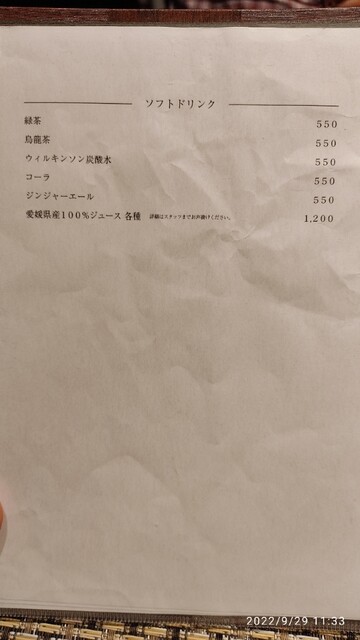 ソフトドリンク
緑茶 550
烏龍茶 550
ウィルキンソン炭酸水 550
コーラ 550
ジンジャーエール 550
愛媛県産100%ジュース 各種 詳細はスタッフまでお声掛けください。 1,200
2022/9/29 11:33